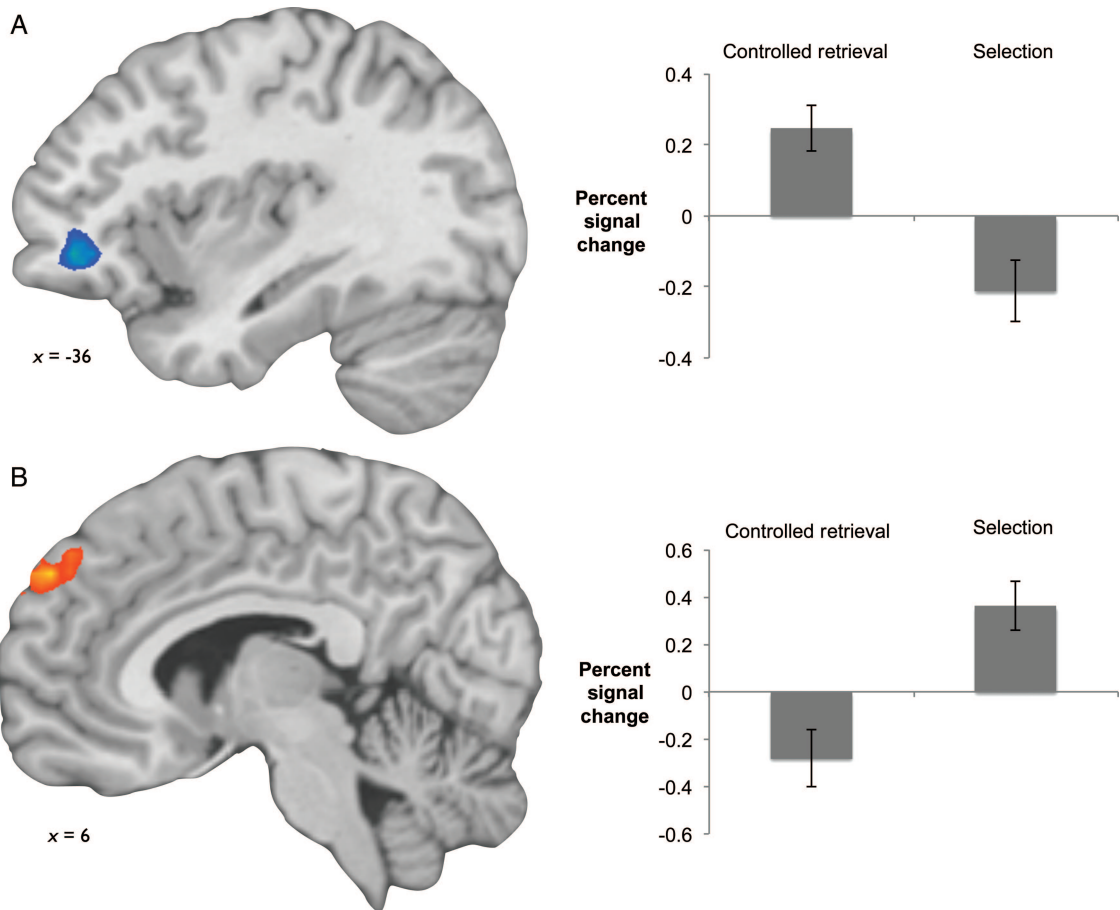 A
x = -36
Controlled retrieval Selection
Percent
signal
change
0.4
0.2
0
-0.2
-0.4
B
x = 6
Controlled retrieval Selection
Percent
signal
change
0.6
0.4
0.2
0
-0.2
-0.4
-0.6